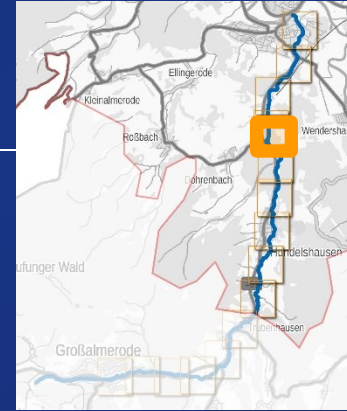 Ellingerode
Kleinalmerode
Wendersha
Roßbach
Dohrenbach
Hundelshausen
ufunger Wald
Trubenhausen
Großalmerode